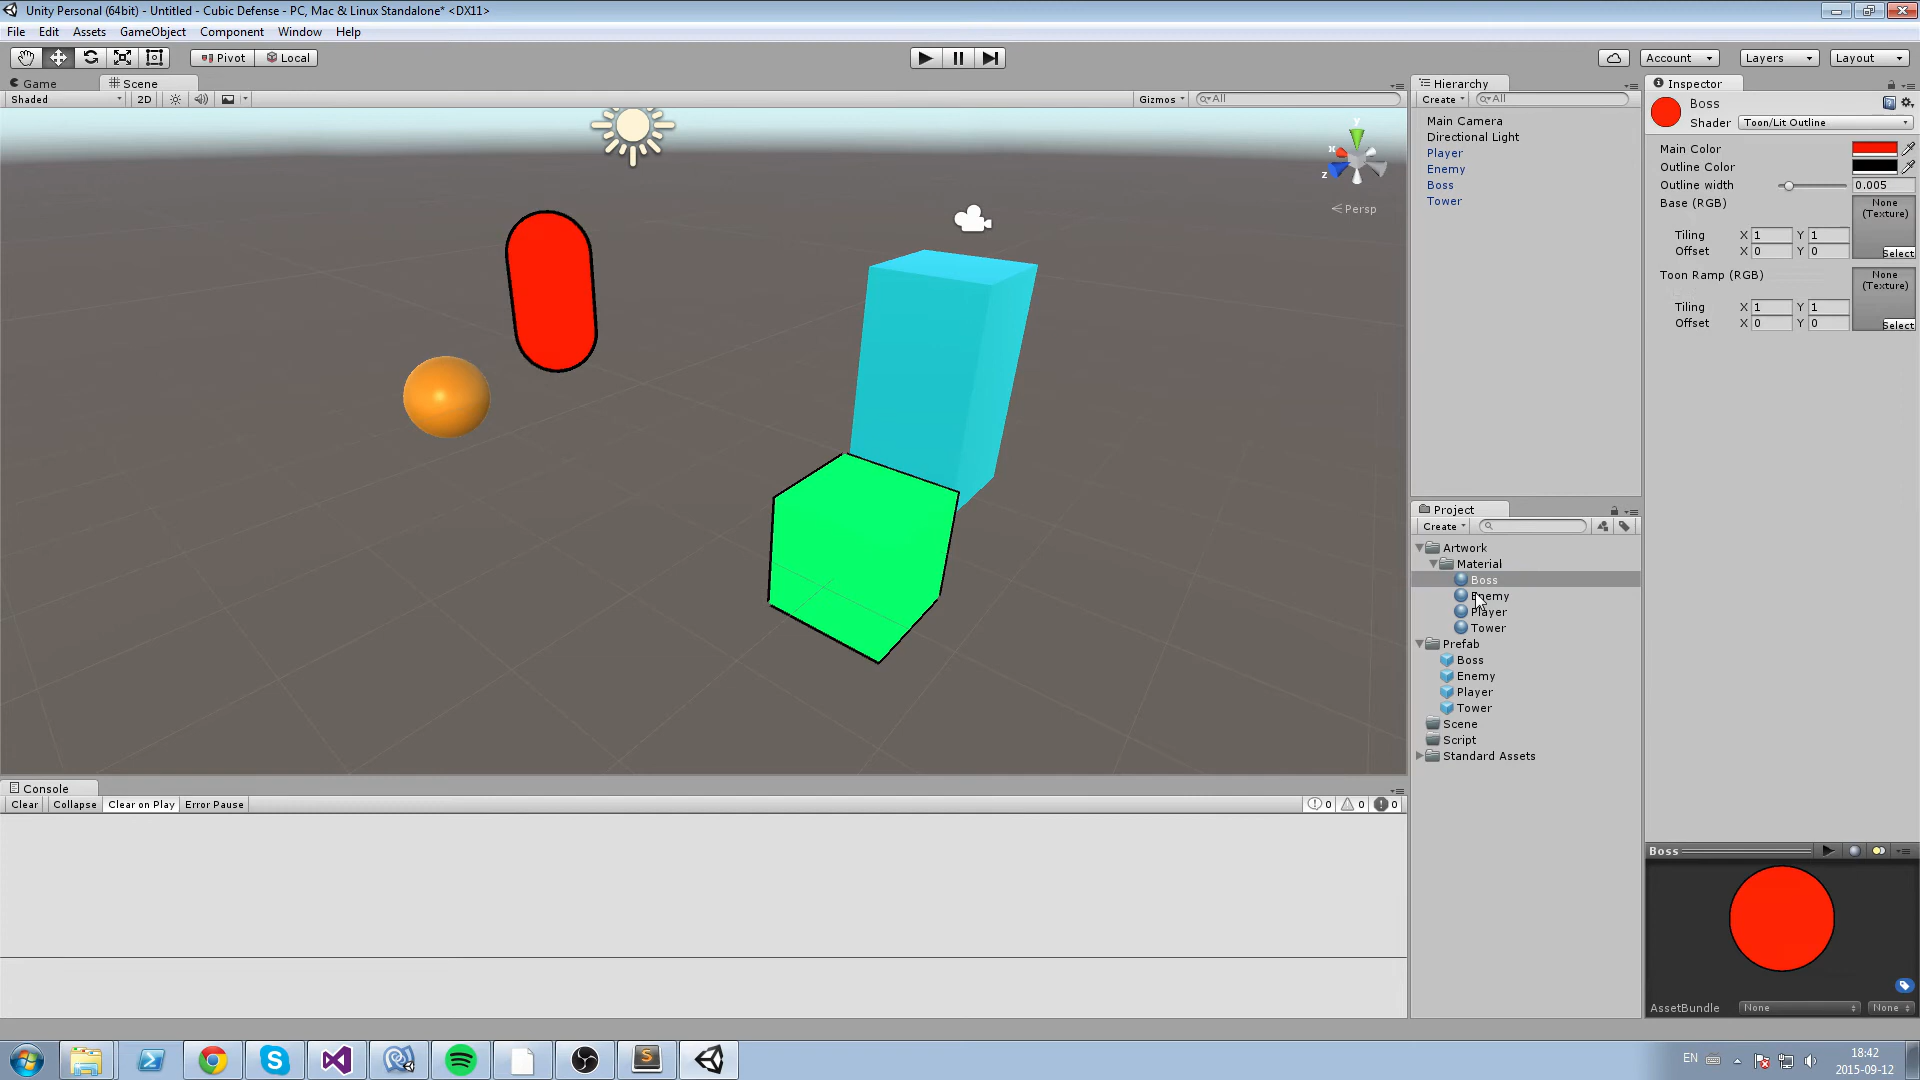 Unity Personal (64bit) - Untitled - Cubic Defense - PC, Mac & Linux Standalone* <DX11>
File Edit Assets GameObject Component Window Help
Pivot Local Account Layers Layout
Game Scene
Shaded 2D Gizmos All
y
x
z
Persp
Hierarchy
Create All
Main Camera
Directional Light
Player
Enemy
Boss
Tower
Project
Create
Artwork
Material
Boss
Enemy
Player
Tower
Prefab
Boss
Enemy
Player
Tower
Scene
Script
Standard Assets
Inspector
Boss
Shader Toon/Lit Outline
Main Color
Outline Color
Outline width 0.005
Base (RGB) None (Texture)
Tiling X 1 Y 1
Offset X 0 Y 0 Select
Toon Ramp (RGB) None (Texture)
Tiling X 1 Y 1
Offset X 0 Y 0 Select
Boss
AssetBundle None None
Console
Clear Collapse Clear on Play Error Pause 0 0 0
EN 18:42
2015-09-12